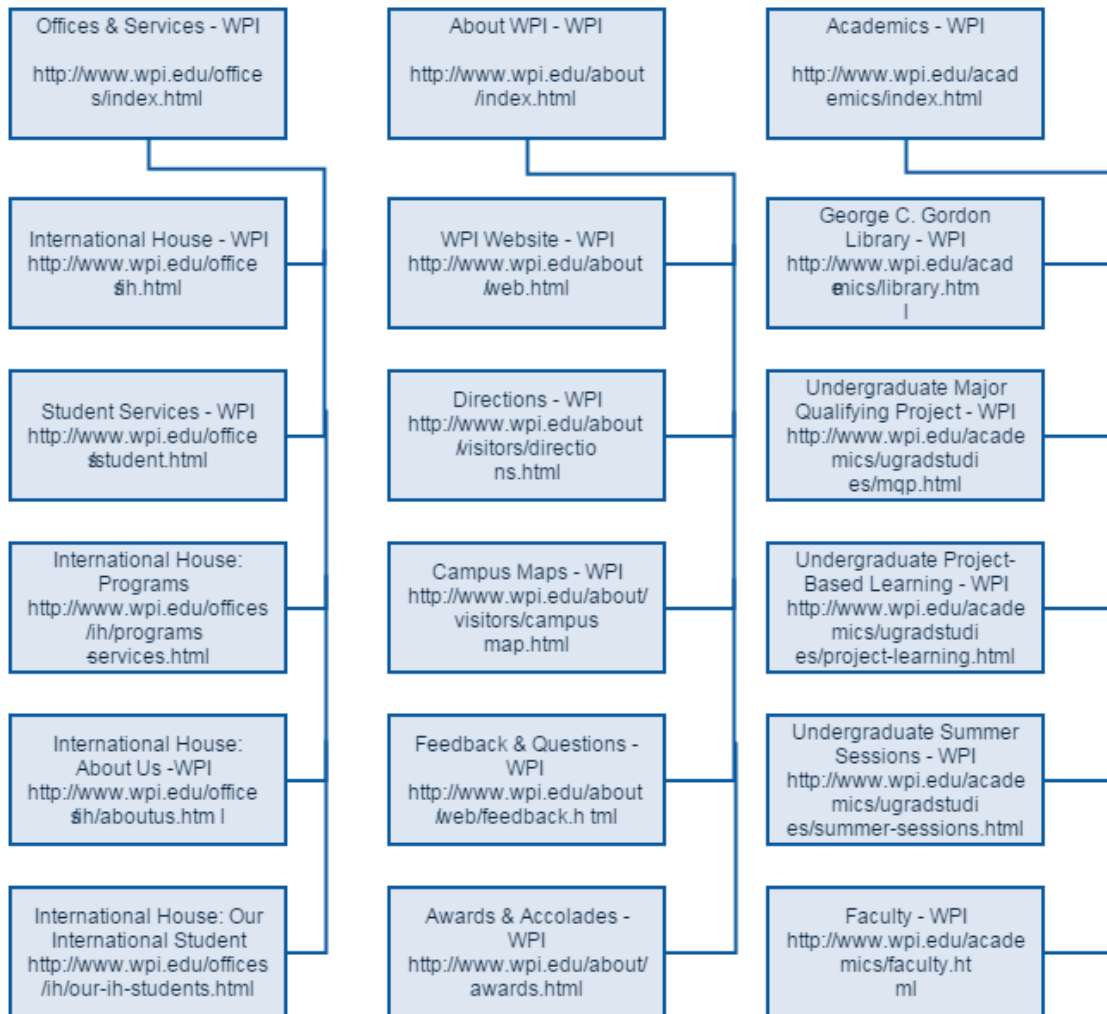 Offices & Services - WPI
http://www.wpi.edu/office
s/index.html
International House - WPI
http://www.wpi.edu/office
s/ih.html
Student Services - WPI
http://www.wpi.edu/office
s/student.html
International House:
Programs
http://www.wpi.edu/offices
/ih/programs
-services.html
International House:
About Us -WPI
http://www.wpi.edu/office
s/ih/aboutus.htm l
International House: Our
International Student
http://www.wpi.edu/offices
/ih/our-ih-students.html
About WPI - WPI
http://www.wpi.edu/about
/index.html
WPI Website - WPI
http://www.wpi.edu/about
/web.html
Directions - WPI
http://www.wpi.edu/about
/visitors/directio
ns.html
Campus Maps - WPI
http://www.wpi.edu/about/
visitors/campus
map.html
Feedback & Questions -
WPI
http://www.wpi.edu/about
/web/feedback.h tml
Awards & Accolades -
WPI
http://www.wpi.edu/about/
awards.html
Academics - WPI
http://www.wpi.edu/acad
emics/index.html
George C. Gordon
Library - WPI
http://www.wpi.edu/acad
emics/library.htm
l
Undergraduate Major
Qualifying Project - WPI
http://www.wpi.edu/acade
mics/ugradstudi
es/mqp.html
Undergraduate Project-
Based Learning - WPI
http://www.wpi.edu/acade
mics/ugradstudi
es/project-learning.html
Undergraduate Summer
Sessions - WPI
http://www.wpi.edu/acade
mics/ugradstudi
es/summer-sessions.html
Faculty - WPI
http://www.wpi.edu/acade
mics/faculty.ht
ml